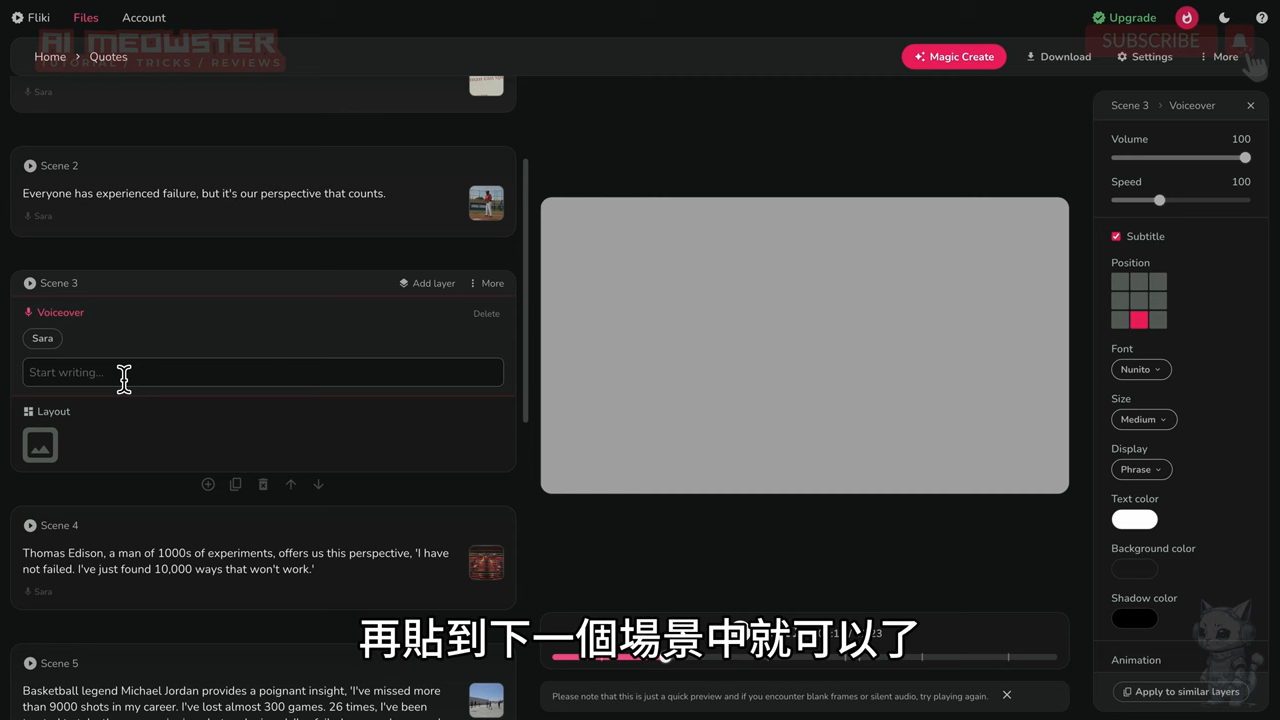 Fliki
Files
Account
Upgrade
AI MEOWSTER
TUTORIAL / TRICKS / REVIEWS
SUBSCRIBE
Home > Quotes
Magic Create
Download
Settings
More
Sara
Scene 2
Everyone has experienced failure, but it's our perspective that counts.
Sara
Scene 3
Add layer
More
Voiceover
Delete
Sara
Start writing...
Layout
Scene 4
Thomas Edison, a man of 1000s of experiments, offers us this perspective, 'I have
not failed. I've just found 10,000 ways that won't work.'
Sara
Scene 5
Basketball legend Michael Jordan provides a poignant insight, 'I've missed more
than 9000 shots in my career. I've lost almost 300 games. 26 times, I've been
Please note that this is just a quick preview and if you encounter blank frames or silent audio, try playing again.
Scene 3 > Voiceover
Volume 100
Speed 100
Subtitle
Position
Font
Nunito
Size
Medium
Display
Phrase
Text color
Background color
Shadow color
Animation
Apply to similar layers
再貼到下一個場景中就可以了